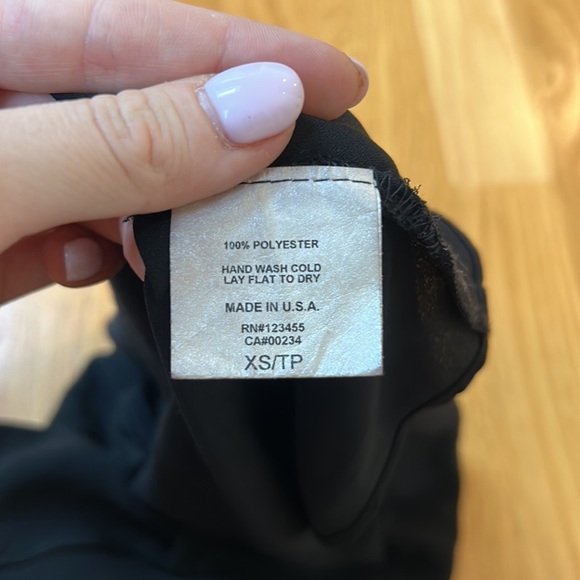 100% POLYESTER
HAND WASH COLD
LAY FLAT TO DRY
MADE IN U.S.A.
RN#123455
CA#00234
XS/TP